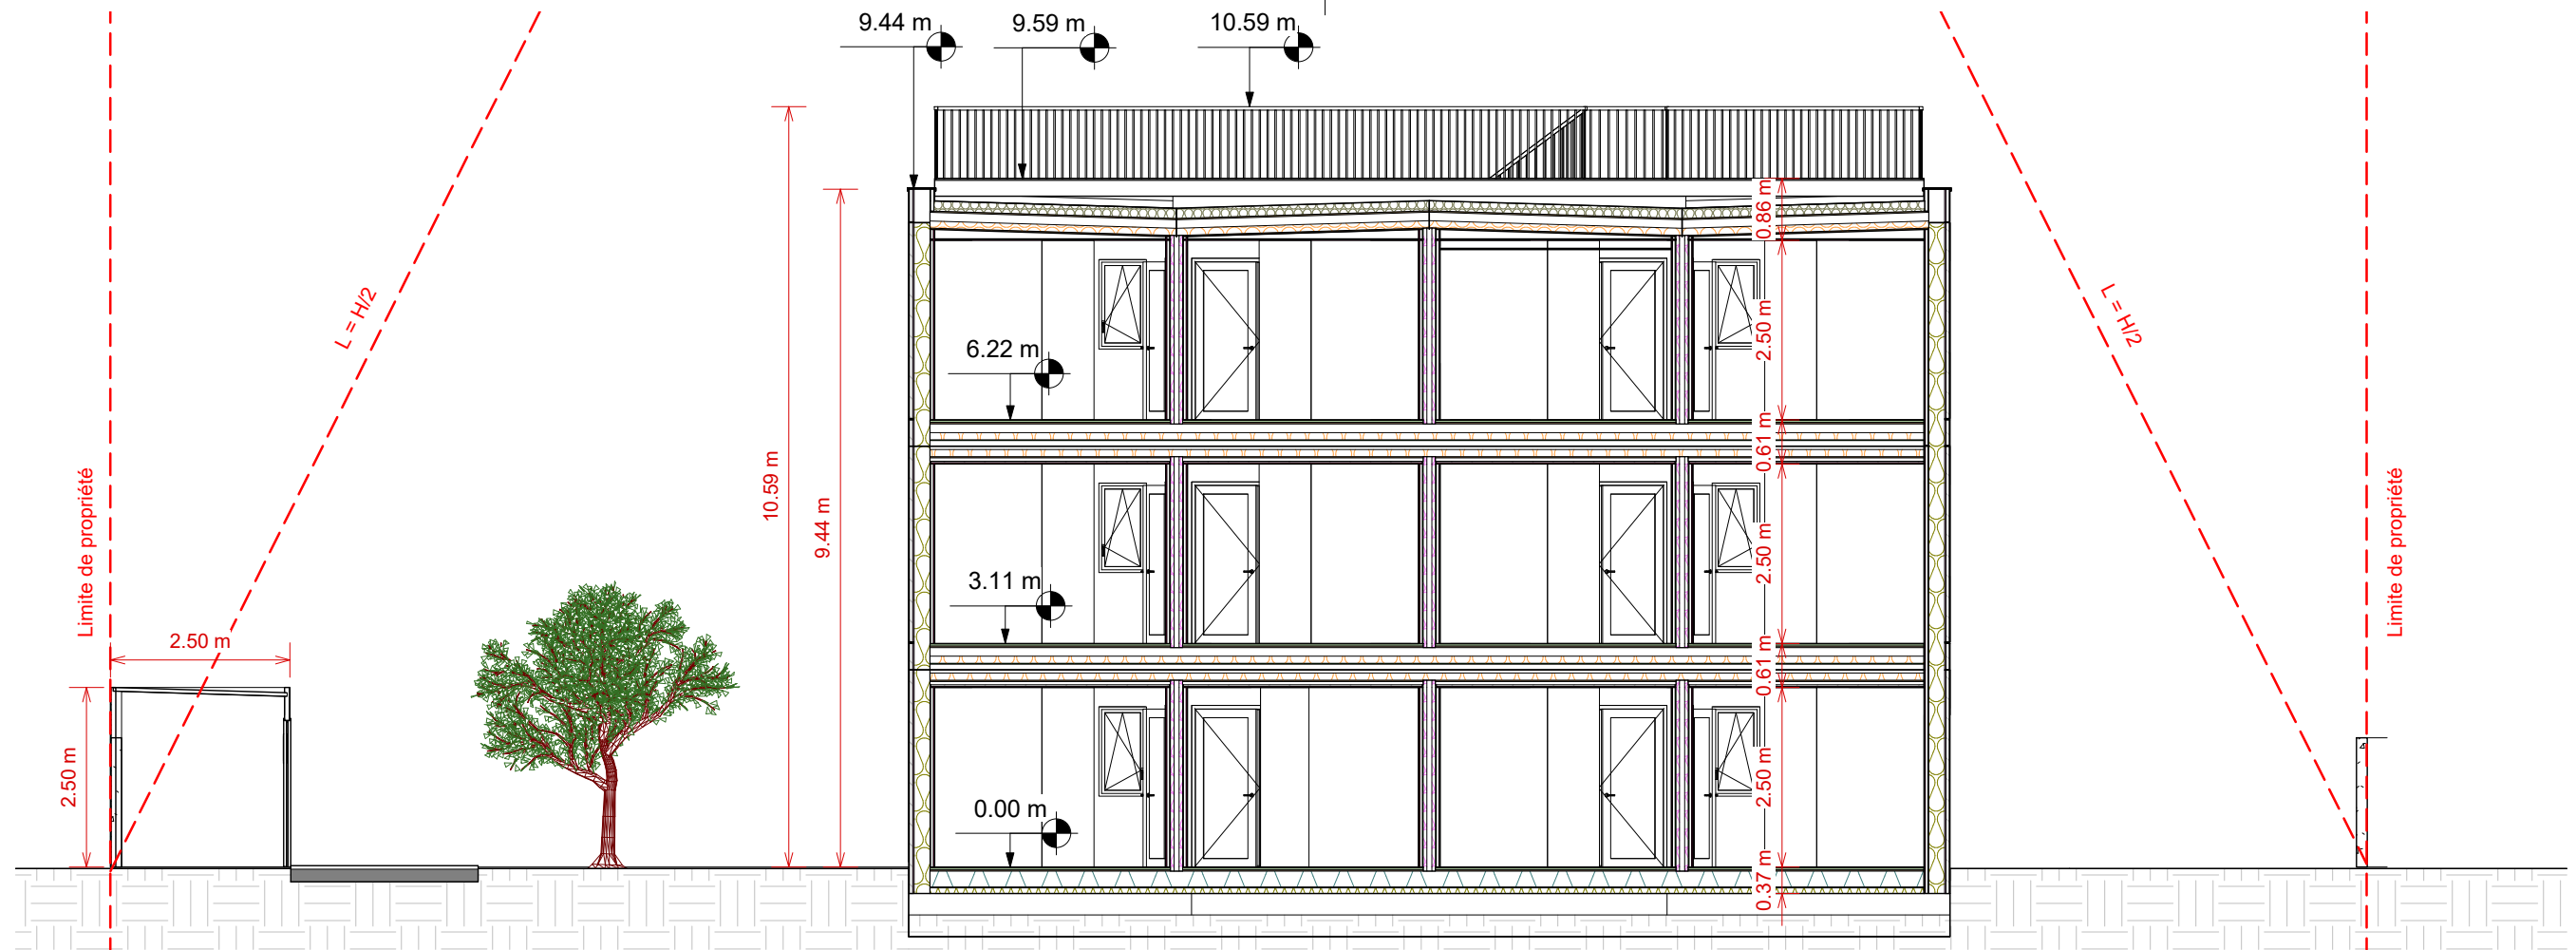 9.44 m
9.59 m
10.59 m
L = H/2
L = H/2
0.86 m
2.50 m
6.22 m
0.61 m
10.59 m
9.44 m
Limite de propriété
Limite de propriété
2.50 m
3.11 m
2.50 m
0.61 m
2.50 m
2.50 m
0.00 m
0.37 m